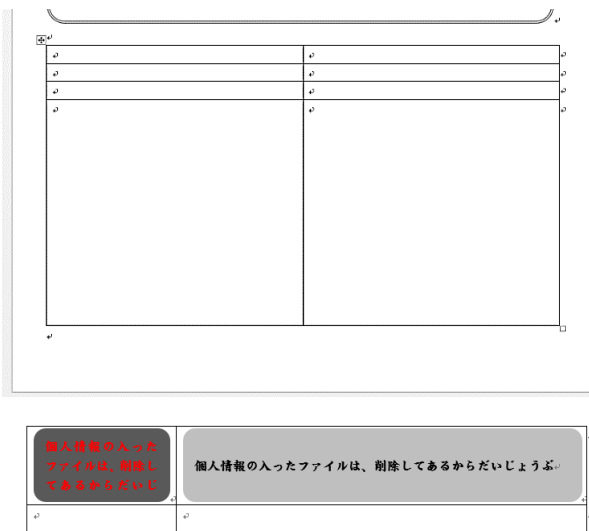 個人情報の入った
ファイルは、削除し
てあるからだいじ
個人情報の入ったファイルは、削除してあるからだいじょうぶ